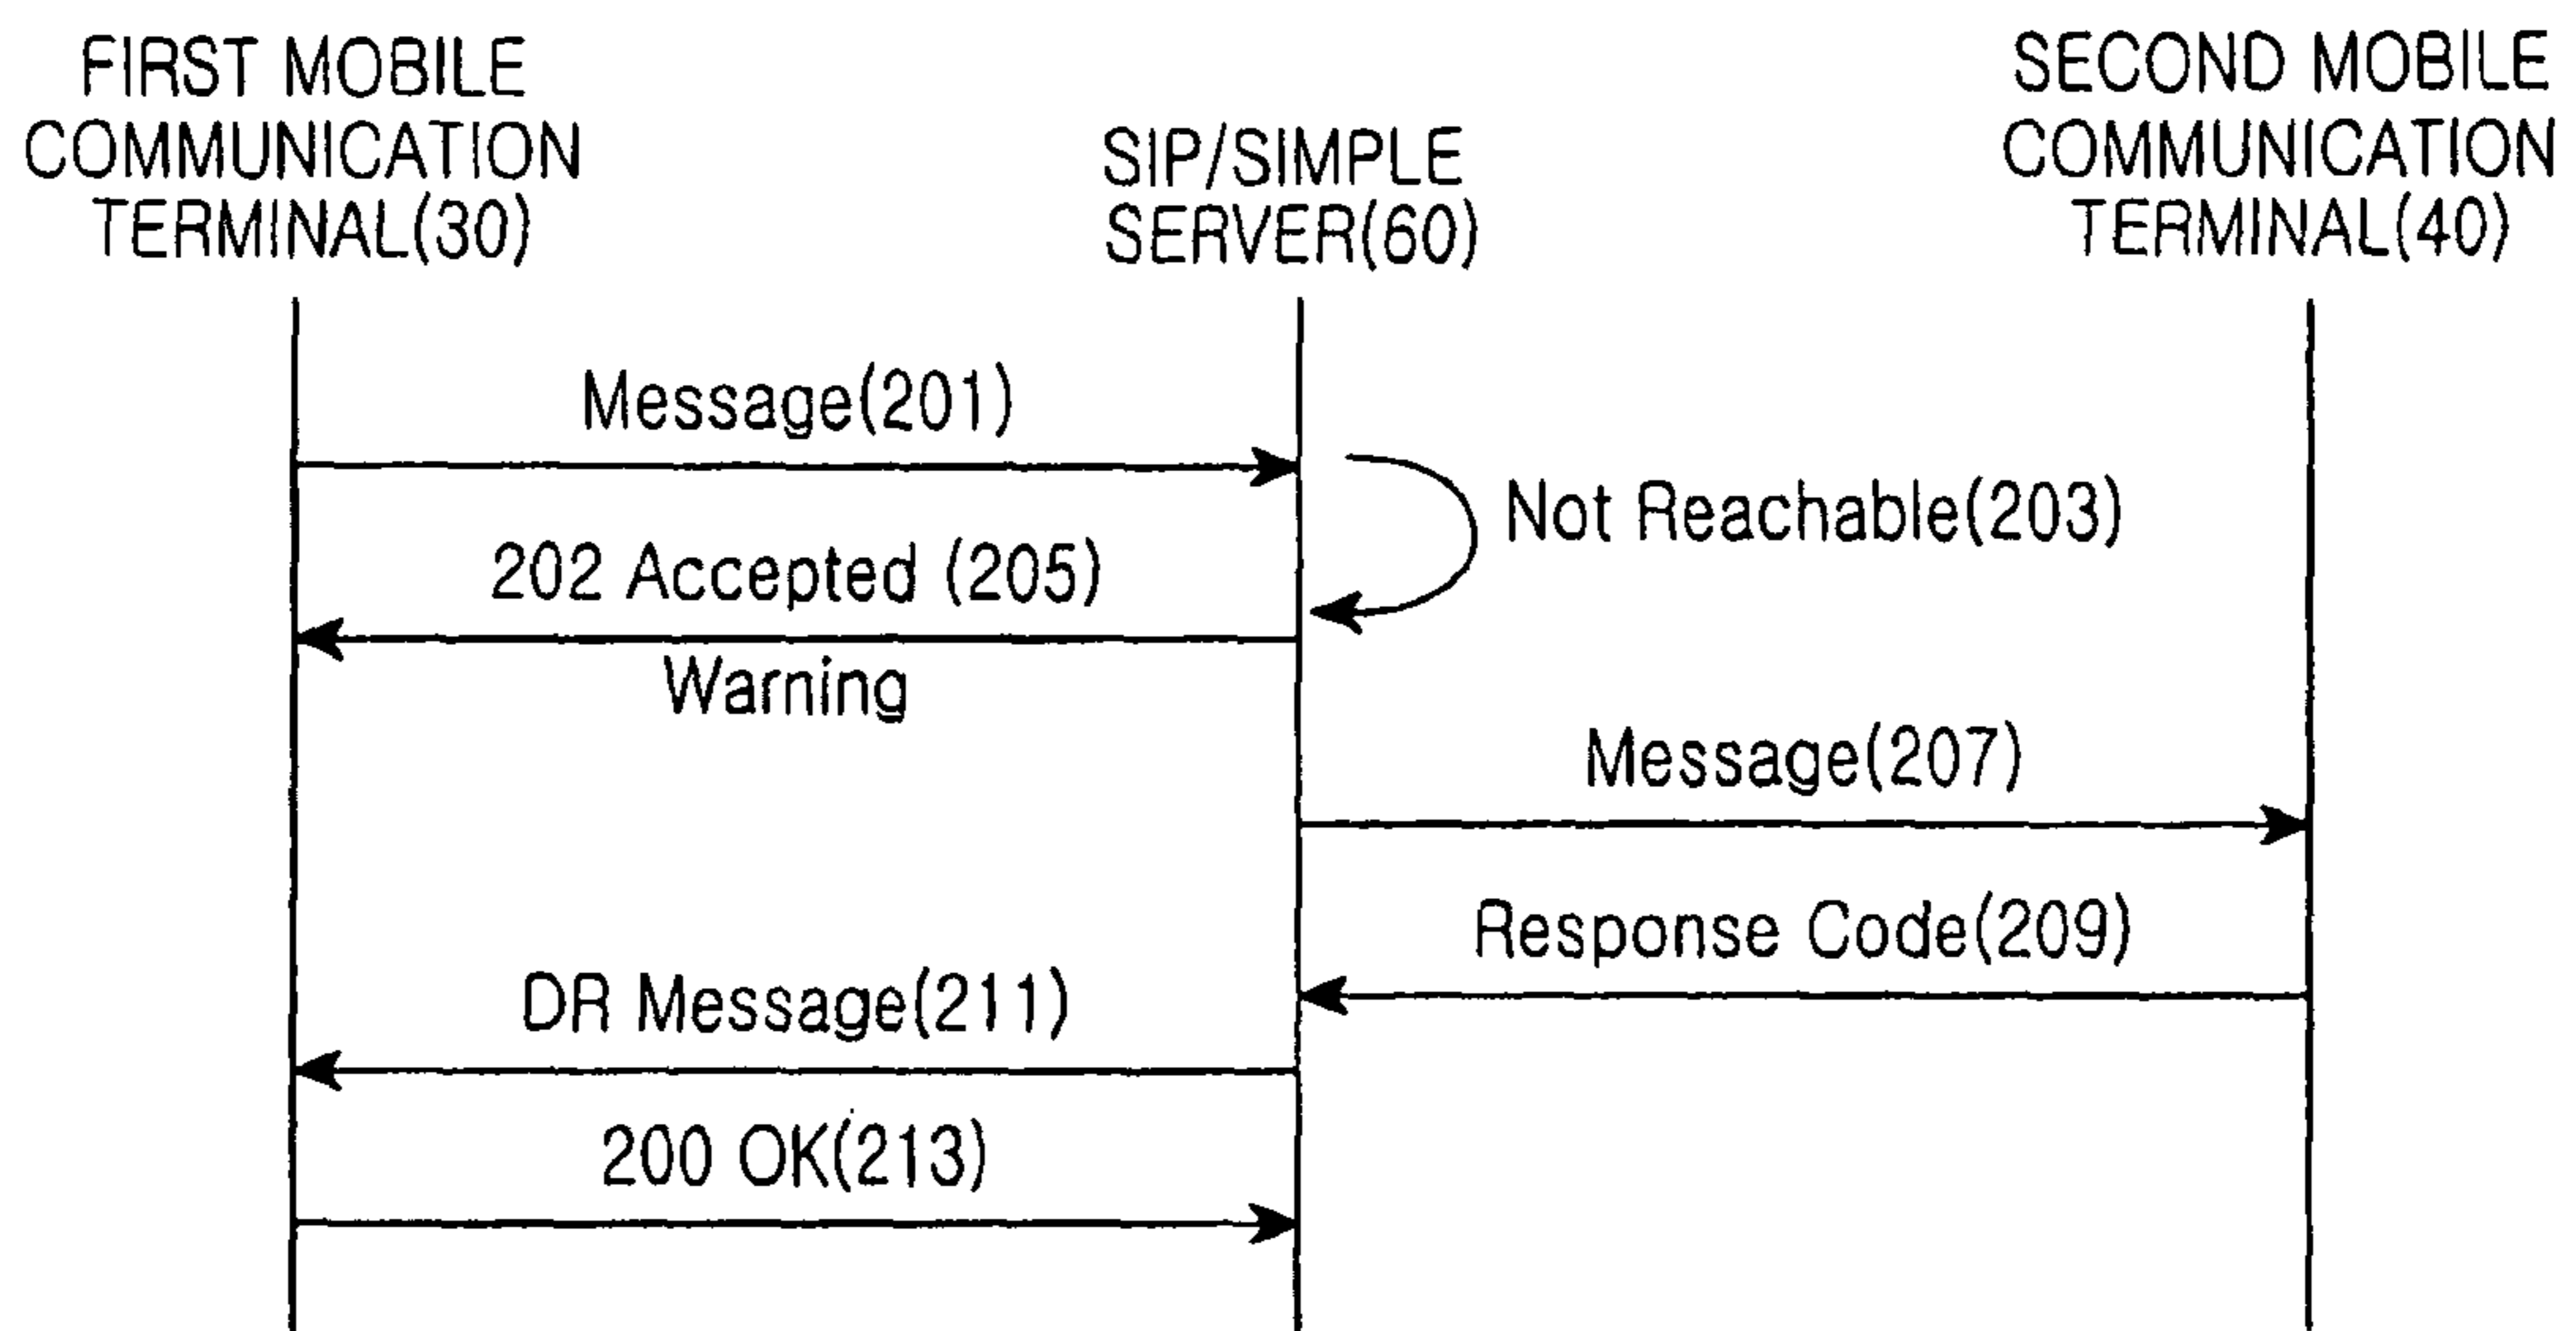 FIRST MOBILE
COMMUNICATION
TERMINAL(30)
SIP/SIMPLE
SERVER(60)
SECOND MOBILE
COMMUNICATION
TERMINAL(40)
Message(201)
Not Reachable(203)
202 Accepted (205)
Warning
Message(207)
Response Code(209)
DR Message(211)
200 OK(213)